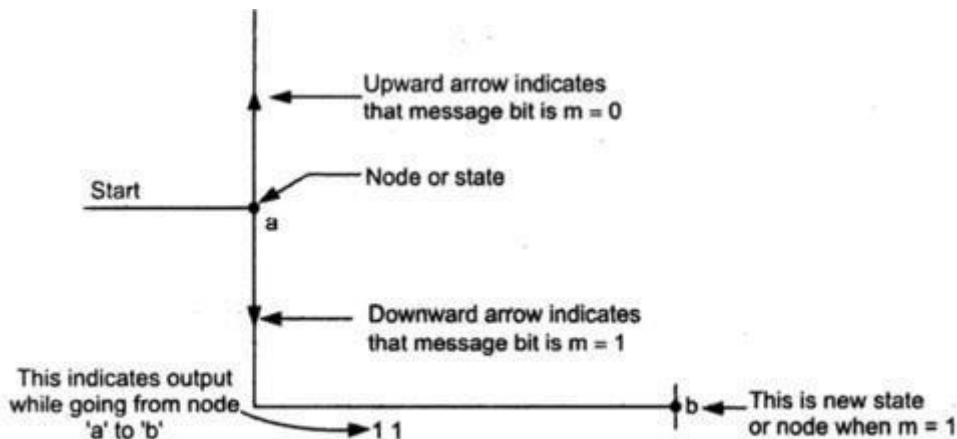 Upward arrow indicates
that message bit is m = 0
Start
Node or state
a
Downward arrow indicates
that message bit is m = 1
This indicates output
while going from node
'a' to 'b'
1 1
b
This is new state
or node when m = 1